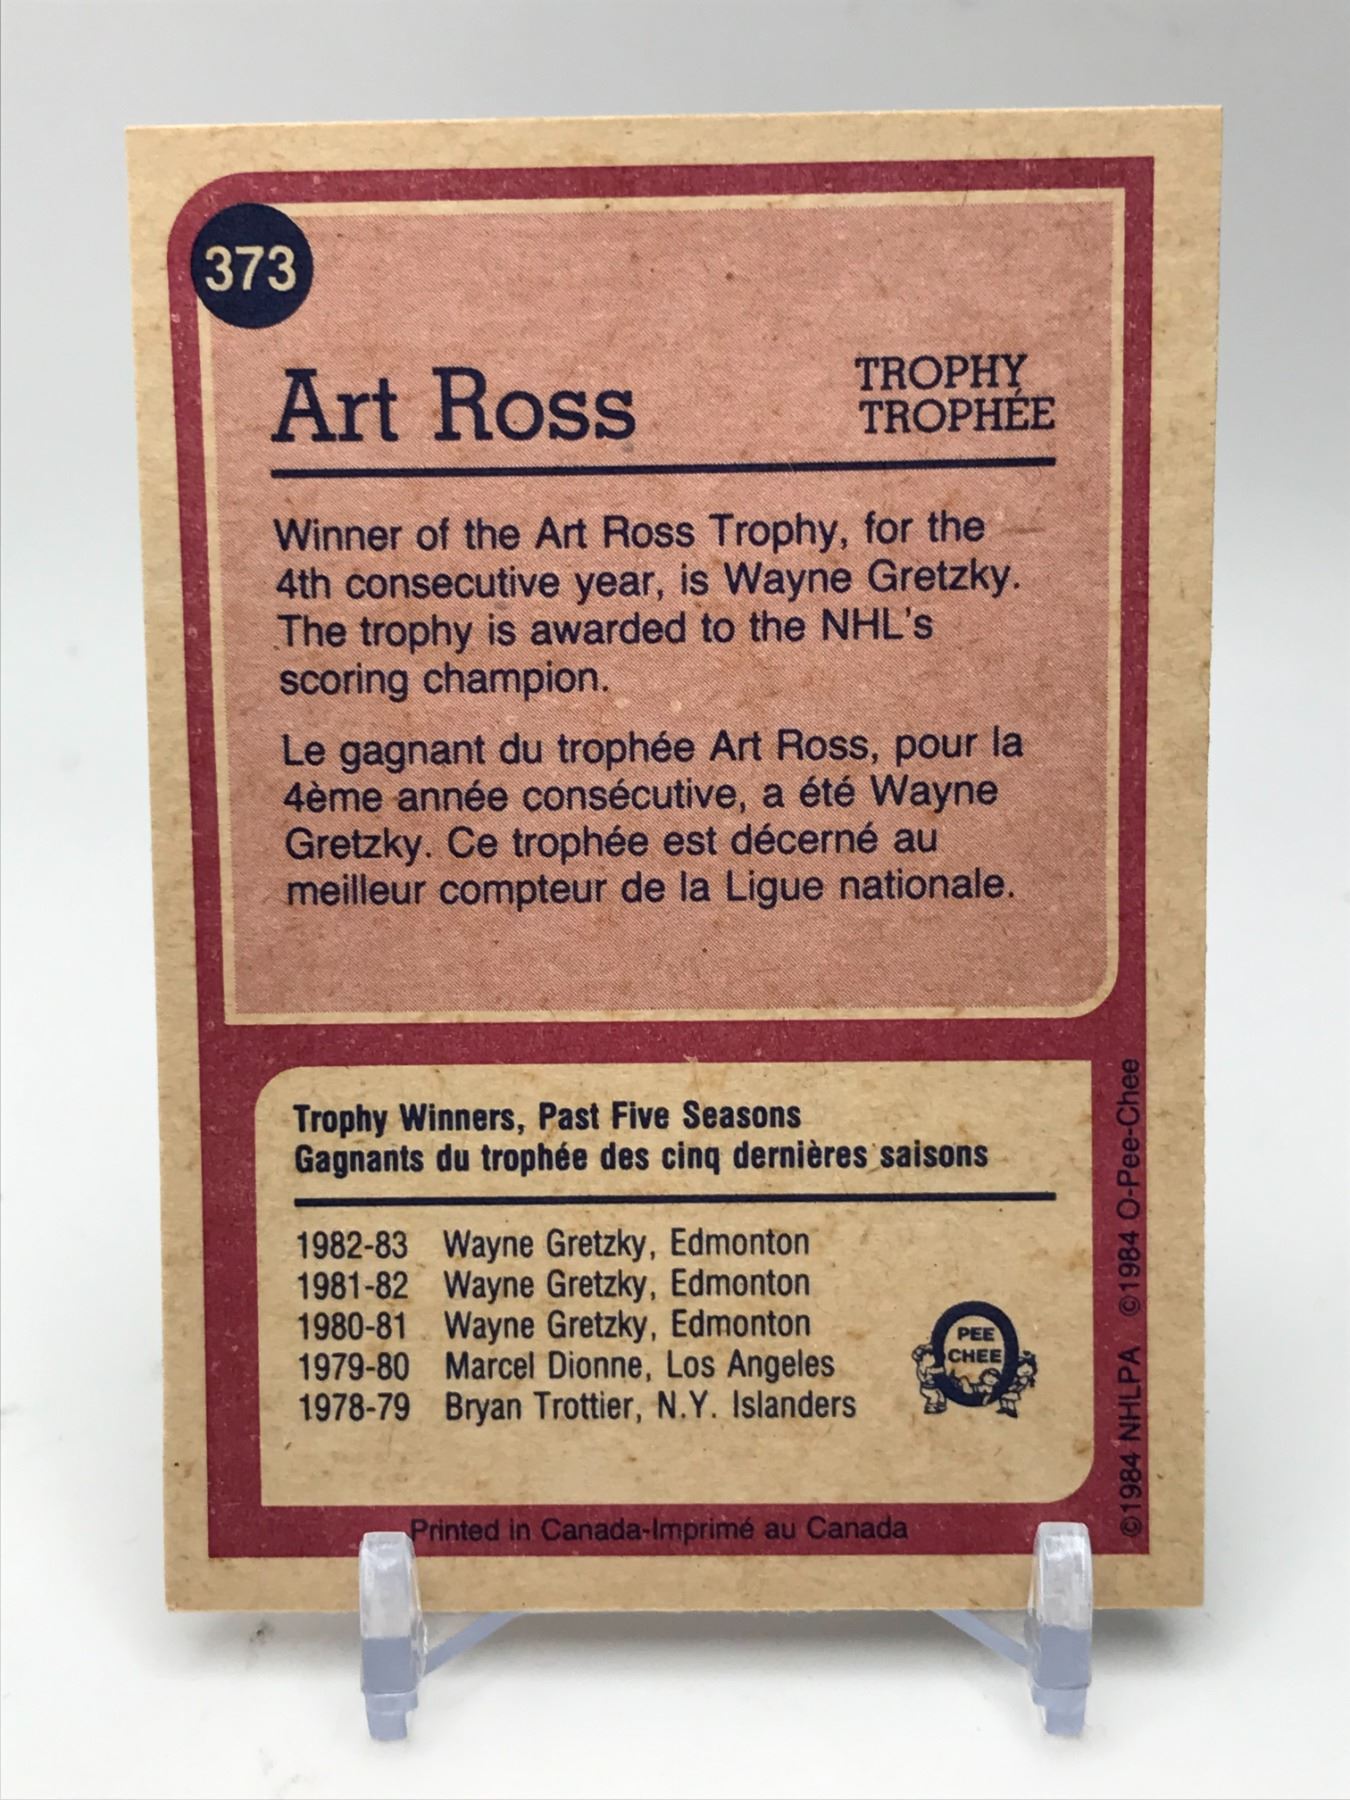 373
Art Ross
TROPHY
TROPHÉE
Winner of the Art Ross Trophy, for the
4th consecutive year, is Wayne Gretzky.
The trophy is awarded to the NHL's
scoring champion.
Le gagnant du trophée Art Ross, pour la
4ème année consécutive, a été Wayne
Gretzky. Ce trophée est décerné au
meilleur compteur de la Ligue nationale.
Trophy Winners, Past Five Seasons
Gagnants du trophée des cinq dernières saisons
1982-83 Wayne Gretzky, Edmonton
1981-82 Wayne Gretzky, Edmonton
1980-81 Wayne Gretzky, Edmonton
1979-80 Marcel Dionne, Los Angeles
1978-79 Bryan Trottier, N.Y. Islanders
O
PEE
CHEE
©1984 NHLPA ©1984 O-Pee-Chee
Printed in Canada-Imprimé au Canada